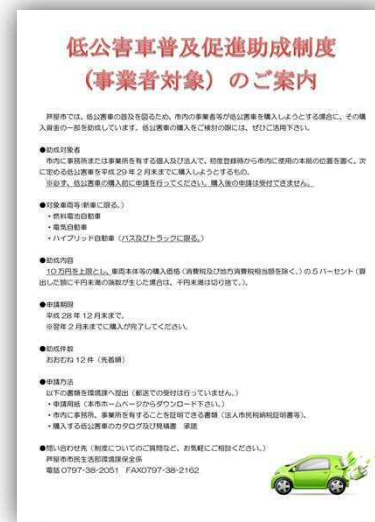 低公害車普及促進助成制度
（事業者対象）のご案内
芦屋市では、低公害車の普及を図るため、市内の事業者等が低公害車を購入しようとする場合に、その購
入資金の一部を助成しています。低公害車の購入をご検討の際には、ぜひご活用下さい。
●助成対象者
市内に事務所または事業所を有する個人及び法人で、初度登録時から市内に使用の本拠の位置を置く、次
に定める低公害車を平成29年2月末までに購入しようとするもの。
※必ず、低公害車の購入前に申請を行ってください。購入後の申請は受付できません。
●対象車両等(新車に限る。)
・燃料電池自動車
・電気自動車
・ハイブリッド自動車（バス及びトラックに限る。）
●助成内容
10万円を上限とし、車両本体等の購入価格（消費税及び地方消費税相当額を除く。）の5パーセント（算
出した額に千円未満の端数が生じた場合は、千円未満は切り捨て。）。
●申請期限
平成28年12月末まで。
※翌年2月末までに購入が完了してください。
●助成件数
おおむね12件（先着順）
●申請方法
以下の書類を環境課へ提出（郵送での受付は行っていません。）
・申請用紙（本市ホームページからダウンロード下さい。）
・市内に事務所、事業所を有することを証明できる書類（法人市民税納税証明書等）。
・購入する低公害車のカタログ及び見積書 承諾
●問い合わせ先（制度についてのご質問など、お気軽にご相談ください。）
芦屋市市民生活部環境課保全係
電話0797-38-2051 FAX0797-38-2162